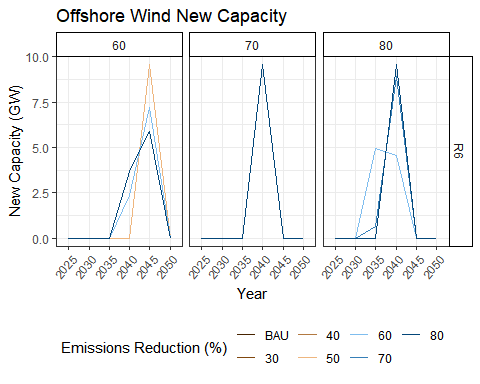 Offshore Wind New Capacity
60 70 80
10.0
7.5
5.0
2.5
0.0
New Capacity (GW)
R6
2025 2030 2035 2040 2045 2050 2025 2030 2035 2040 2045 2050 2025 2030 2035 2040 2045 2050
Year
Emissions Reduction (%)
BAU 40 60 80
30 50 70